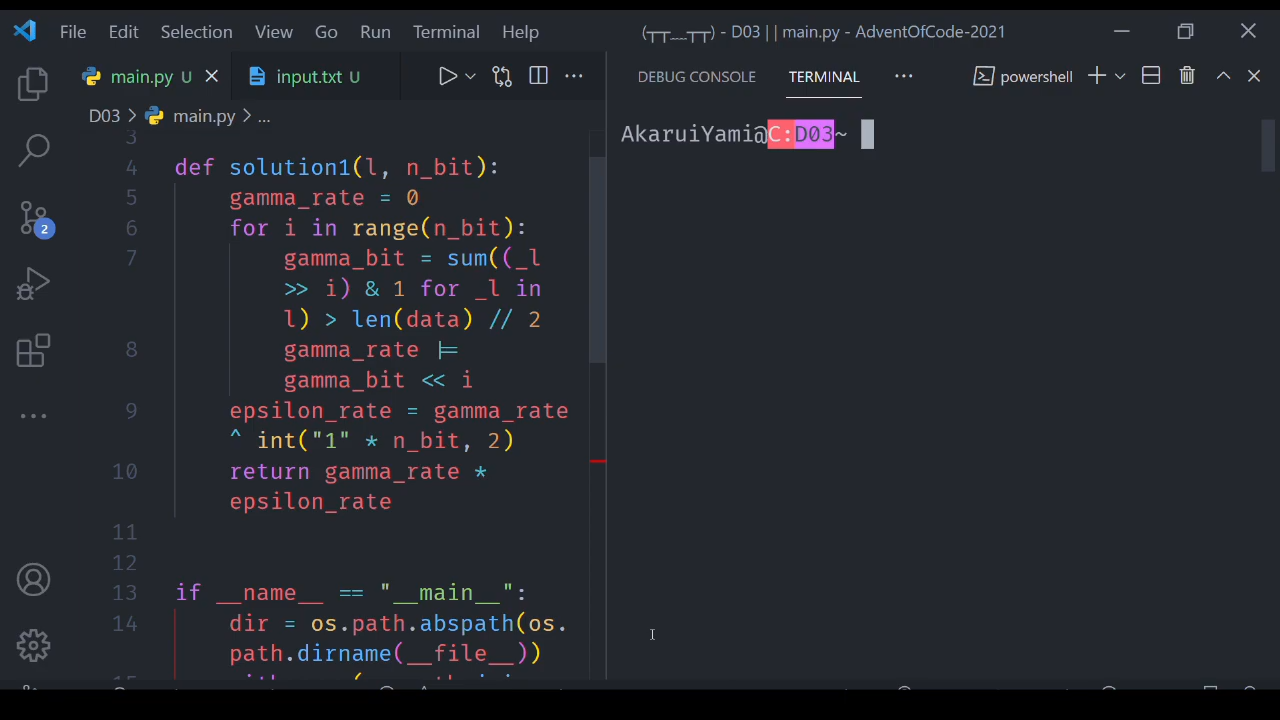 File Edit Selection View Go Run Terminal Help
(┬┬﹏┬┬) - D03 | | main.py - AdventOfCode-2021
main.py U
input.txt U
DEBUG CONSOLE TERMINAL
powershell
D03 > main.py > ...
AkaruiYami@C:D03~
3
4 def solution1(l, n_bit):
5 gamma_rate = 0
6 for i in range(n_bit):
7 gamma_bit = sum((_l
>> i) & 1 for _l in
l) > len(data) // 2
8 gamma_rate |=
gamma_bit << i
9 epsilon_rate = gamma_rate
^ int("1" * n_bit, 2)
10 return gamma_rate *
epsilon_rate
11
12
13 if __name__ == "__main__":
14 dir = os.path.abspath(os.
path.dirname(__file__))
2